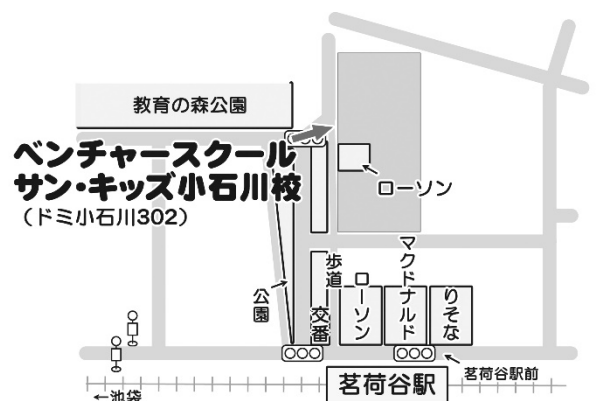 教育の森公園
ベンチャースクール
サン・キッズ小石川校
(ドミ小石川302)
ローソン
公園
交番
歩道
ローソン
マクドナルド
りそな
茗荷谷駅
茗荷谷駅前
←池袋